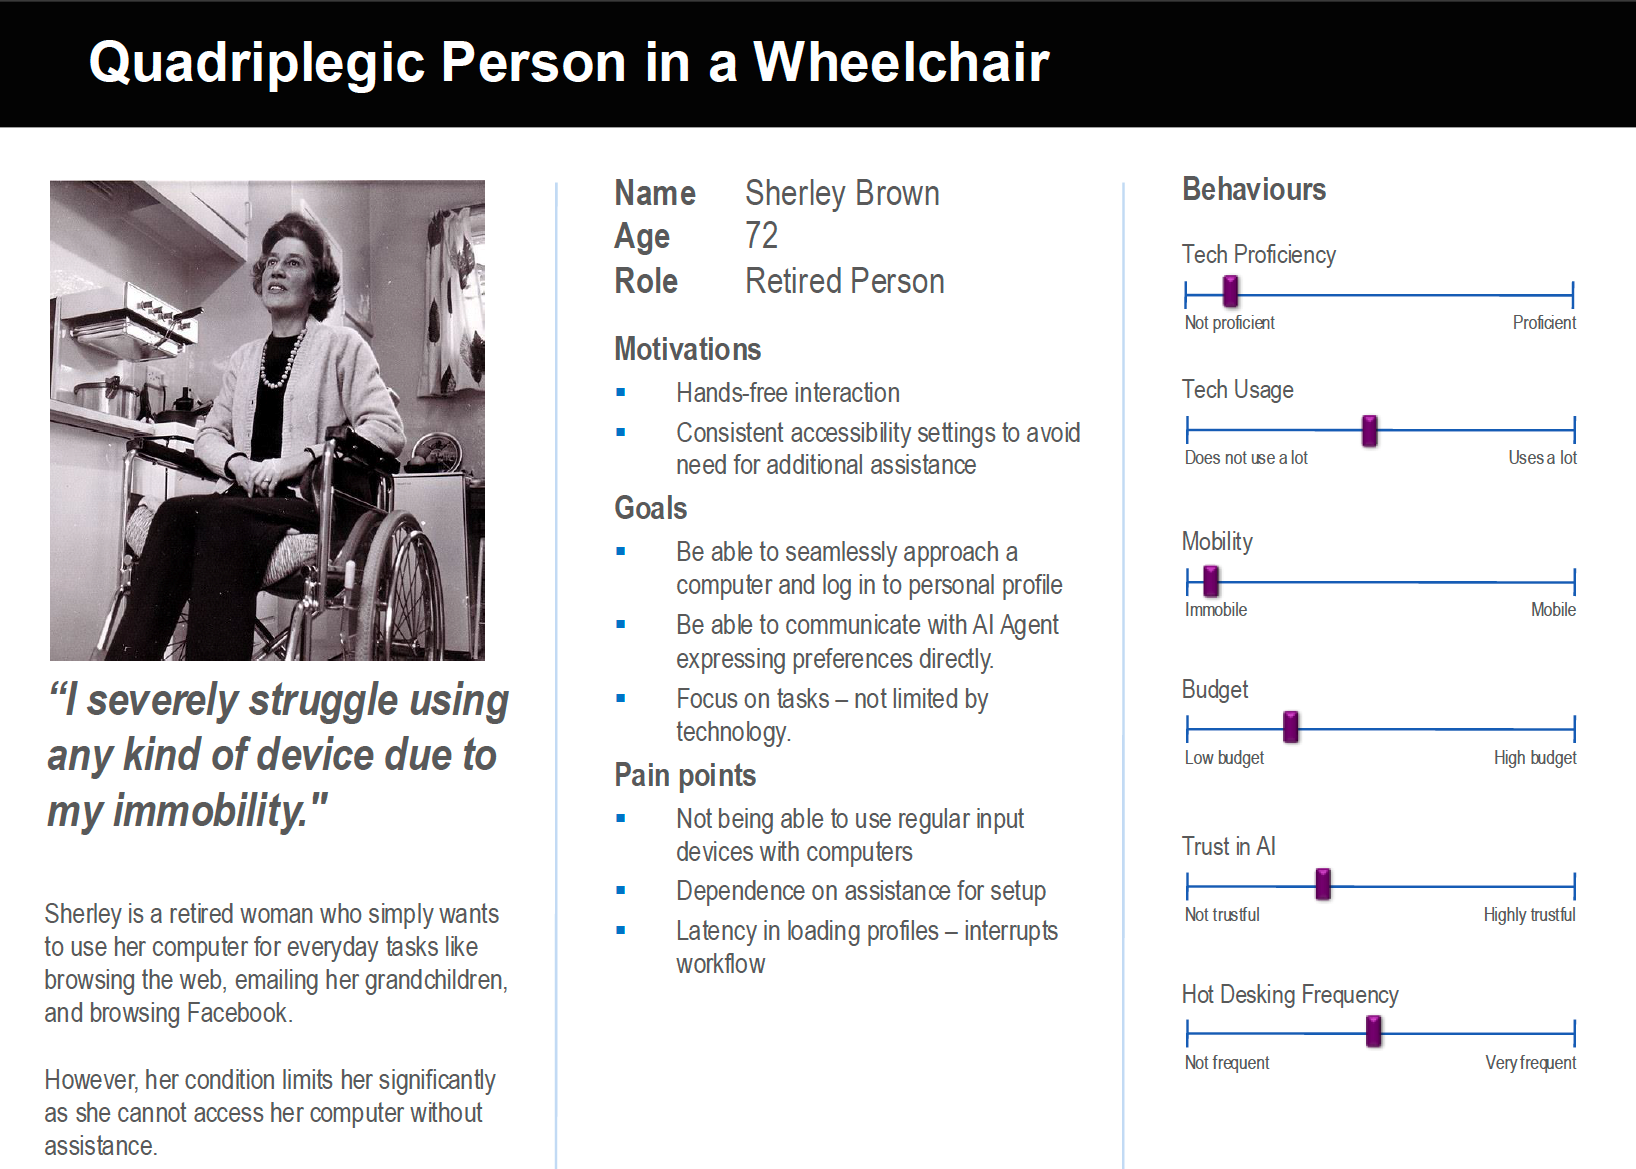 Quadriplegic Person in a Wheelchair
“I severely struggle using
any kind of device due to
my immobility."
Sherley is a retired woman who simply wants
to use her computer for everyday tasks like
browsing the web, emailing her grandchildren,
and browsing Facebook.
However, her condition limits her significantly
as she cannot access her computer without
assistance.
Name Sherley Brown
Age 72
Role Retired Person
Motivations
▪ Hands-free interaction
▪ Consistent accessibility settings to avoid
need for additional assistance
Goals
▪ Be able to seamlessly approach a
computer and log in to personal profile
▪ Be able to communicate with AI Agent
expressing preferences directly.
▪ Focus on tasks – not limited by
technology.
Pain points
▪ Not being able to use regular input
devices with computers
▪ Dependence on assistance for setup
▪ Latency in loading profiles – interrupts
workflow
Behaviours
Tech Proficiency
Not proficient Proficient
Tech Usage
Does not use a lot Uses a lot
Mobility
Immobile Mobile
Budget
Low budget High budget
Trust in AI
Not trustful Highly trustful
Hot Desking Frequency
Not frequent Very frequent